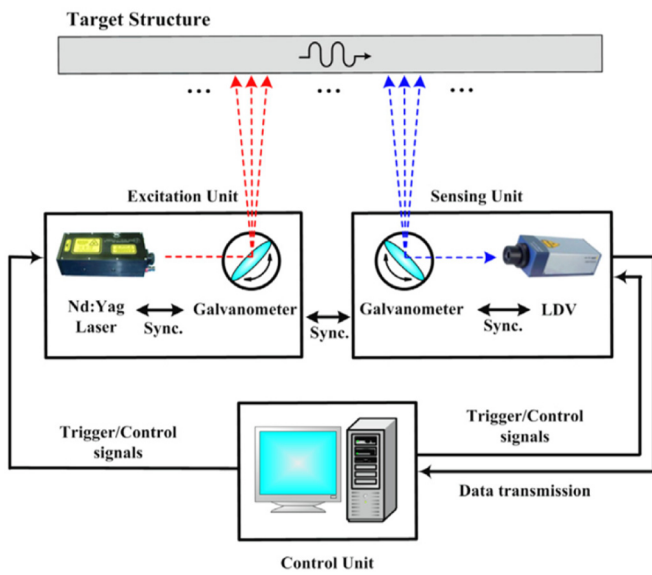 Target Structure
... ... ...
Excitation Unit
Sensing Unit
Nd:Yag
Laser
Sync.
Galvanometer
Sync.
Galvanometer
Sync.
LDV
Trigger/Control
signals
Trigger/Control
signals
Data transmission
Control Unit